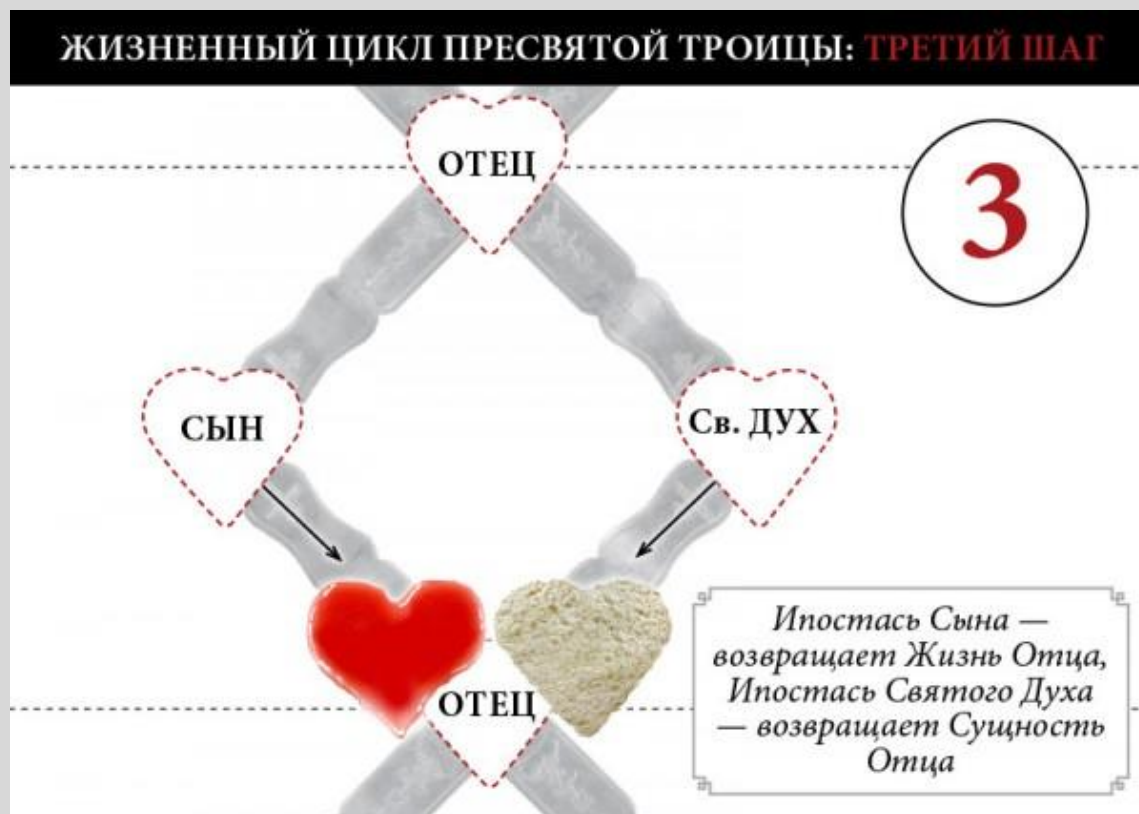 ЖИЗНЕННЫЙ ЦИКЛ ПРЕСВЯТОЙ ТРОИЦЫ: ТРЕТИЙ ШАГ
ОТЕЦ
3
СЫН
Св. ДУХ
ОТЕЦ
Ипостась Сына —
возвращает Жизнь Отца,
Ипостась Святого Духа
— возвращает Сущность
Отца